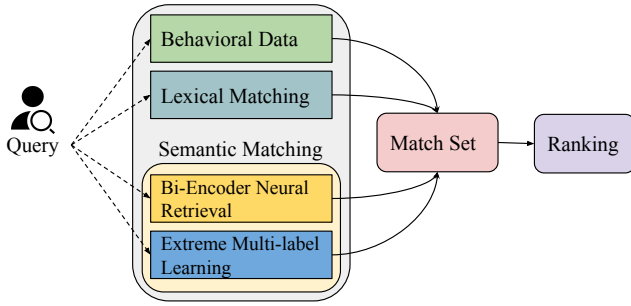 Behavioral Data
Lexical Matching
Query
Semantic Matching
Bi-Encoder Neural
Retrieval
Extreme Multi-label
Learning
Match Set
Ranking